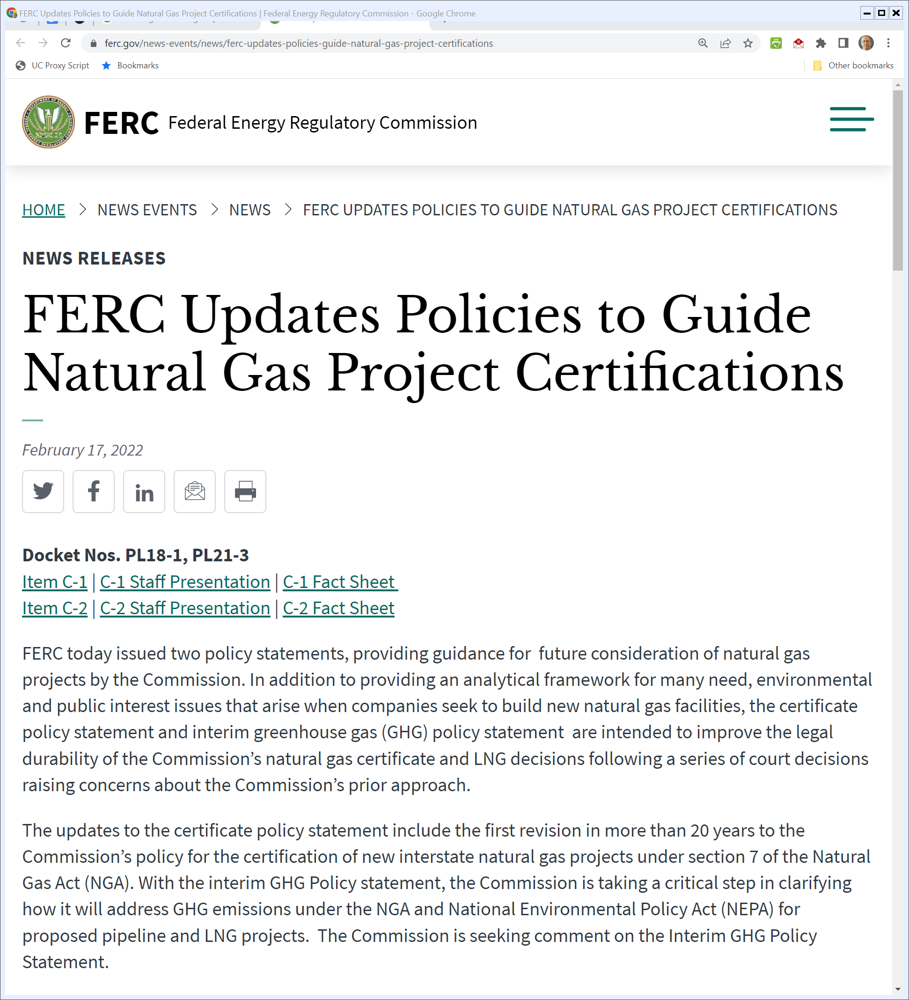 FERC Updates Policies to Guide Natural Gas Project Certifications | Federal Energy Regulatory Commission - Google Chrome
ferc.gov/news-events/news/ferc-updates-policies-guide-natural-gas-project-certifications
UC Proxy Script Bookmarks Other bookmarks
FERC Federal Energy Regulatory Commission
HOME > NEWS EVENTS > NEWS > FERC UPDATES POLICIES TO GUIDE NATURAL GAS PROJECT CERTIFICATIONS
NEWS RELEASES
FERC Updates Policies to Guide
Natural Gas Project Certifications
February 17, 2022
Docket Nos. PL18-1, PL21-3
Item C-1 | C-1 Staff Presentation | C-1 Fact Sheet
Item C-2 | C-2 Staff Presentation | C-2 Fact Sheet
FERC today issued two policy statements, providing guidance for  future consideration of natural gas
projects by the Commission. In addition to providing an analytical framework for many need, environmental
and public interest issues that arise when companies seek to build new natural gas facilities, the certificate
policy statement and interim greenhouse gas (GHG) policy statement  are intended to improve the legal
durability of the Commission’s natural gas certificate and LNG decisions following a series of court decisions
raising concerns about the Commission’s prior approach.
The updates to the certificate policy statement include the first revision in more than 20 years to the
Commission’s policy for the certification of new interstate natural gas projects under section 7 of the Natural
Gas Act (NGA). With the interim GHG Policy statement, the Commission is taking a critical step in clarifying
how it will address GHG emissions under the NGA and National Environmental Policy Act (NEPA) for
proposed pipeline and LNG projects.  The Commission is seeking comment on the Interim GHG Policy
Statement.